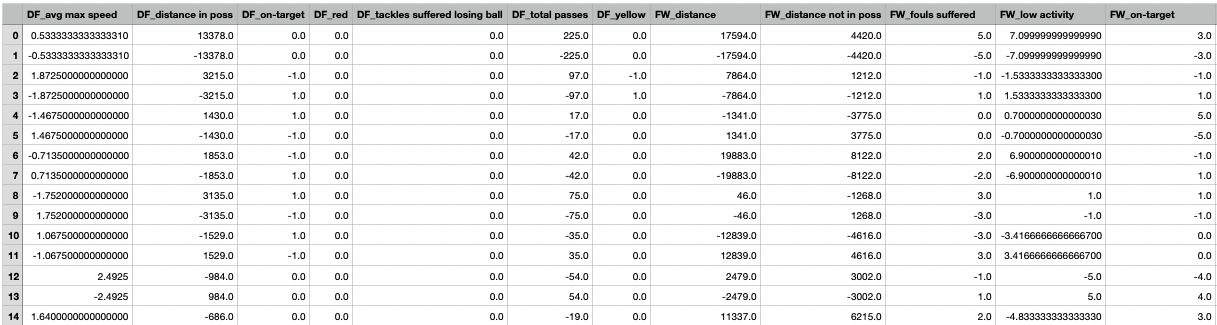 DF_avg max speed DF_distance in poss DF_on-target DF_red DF_tackles suffered losing ball DF_total passes DF_yellow FW_distance FW_distance not in poss FW_fouls suffered FW_low activity FW_on-target
0 0.5333333333333310 13378.0 0.0 0.0 0.0 225.0 0.0 17594.0 4420.0 5.0 7.099999999999990 3.0
1 -0.5333333333333310 -13378.0 0.0 0.0 0.0 -225.0 0.0 -17594.0 -4420.0 -5.0 -7.099999999999990 -3.0
2 1.8725000000000000 3215.0 -1.0 0.0 0.0 97.0 -1.0 7864.0 1212.0 -1.0 -1.5333333333333300 -1.0
3 -1.8725000000000000 -3215.0 1.0 0.0 0.0 -97.0 1.0 -7864.0 -1212.0 1.0 1.5333333333333300 1.0
4 -1.4675000000000000 1430.0 1.0 0.0 0.0 17.0 0.0 -1341.0 -3775.0 0.0 0.7000000000000030 5.0
5 1.4675000000000000 -1430.0 -1.0 0.0 0.0 -17.0 0.0 1341.0 3775.0 0.0 -0.7000000000000030 -5.0
6 -0.7135000000000000 1853.0 -1.0 0.0 0.0 42.0 0.0 19883.0 8122.0 2.0 6.900000000000010 -1.0
7 0.7135000000000000 -1853.0 1.0 0.0 0.0 -42.0 0.0 -19883.0 -8122.0 -2.0 -6.900000000000010 1.0
8 -1.752000000000000 3135.0 1.0 0.0 0.0 75.0 0.0 46.0 -1268.0 3.0 1.0 1.0
9 1.752000000000000 -3135.0 -1.0 0.0 0.0 -75.0 0.0 -46.0 1268.0 -3.0 -1.0 -1.0
10 1.067500000000000 -1529.0 1.0 0.0 0.0 -35.0 0.0 -12839.0 -4616.0 -3.0 -3.4166666666666700 0.0
11 -1.067500000000000 1529.0 -1.0 0.0 0.0 35.0 0.0 12839.0 4616.0 3.0 3.4166666666666700 0.0
12 2.4925 -984.0 0.0 0.0 0.0 -54.0 0.0 2479.0 3002.0 -1.0 -5.0 -4.0
13 -2.4925 984.0 0.0 0.0 0.0 54.0 0.0 -2479.0 -3002.0 1.0 5.0 4.0
14 1.6400000000000000 -686.0 0.0 0.0 0.0 -19.0 0.0 11337.0 6215.0 2.0 -4.833333333333330 3.0